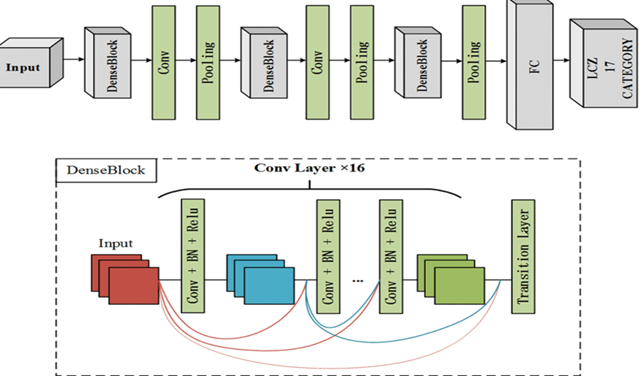 Input
DenseBlock
Conv
Pooling
DenseBlock
Conv
Pooling
DenseBlock
Pooling
FC
LCZ
17
CATEGORY
DenseBlock
Conv Layer ×16
Input
Conv + BN + Relu
Conv + BN + Relu
...
Conv + BN + Relu
Transition Layer